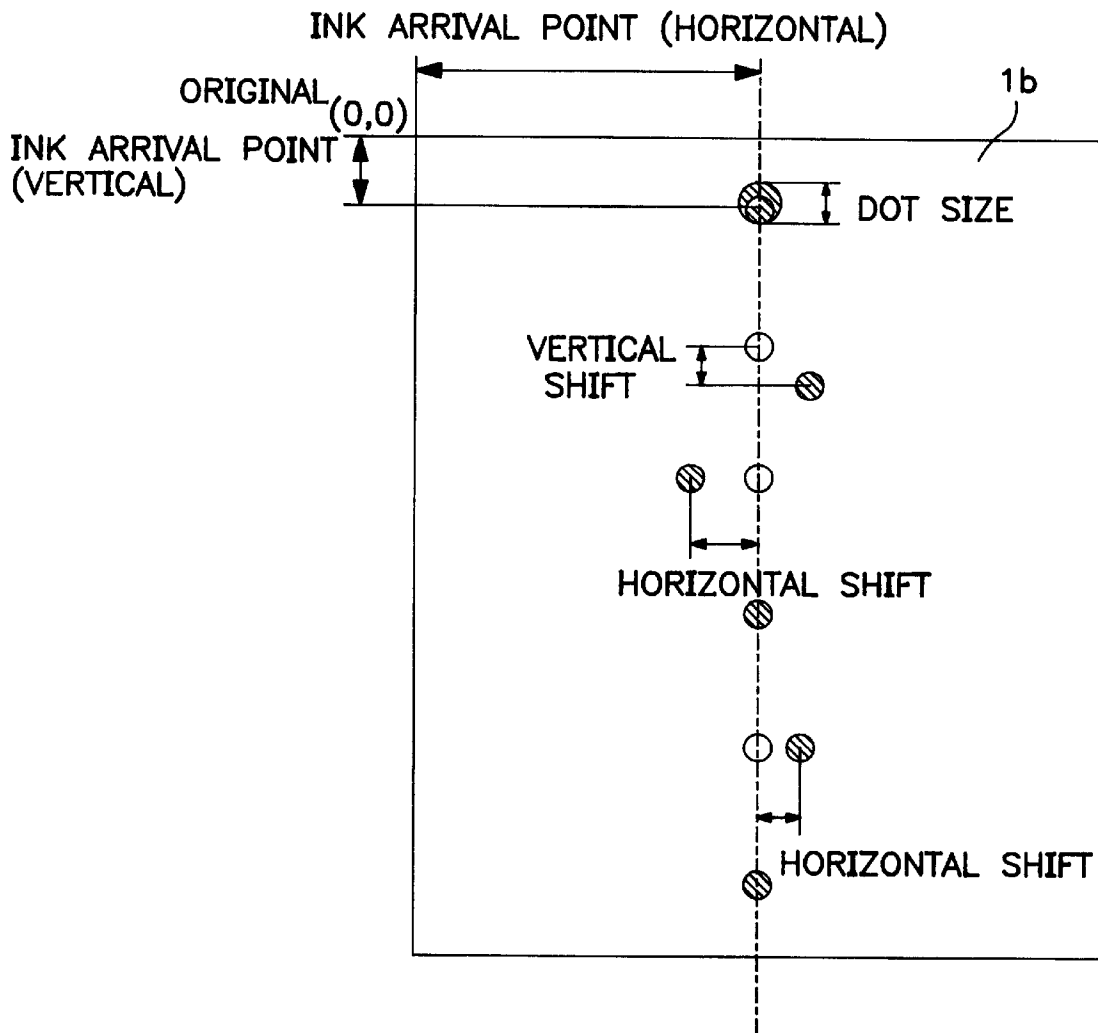 INK ARRIVAL POINT (HORIZONTAL)
ORIGINAL (0,0)
1b
INK ARRIVAL POINT
(VERTICAL)
DOT SIZE
VERTICAL
SHIFT
HORIZONTAL SHIFT
HORIZONTAL SHIFT